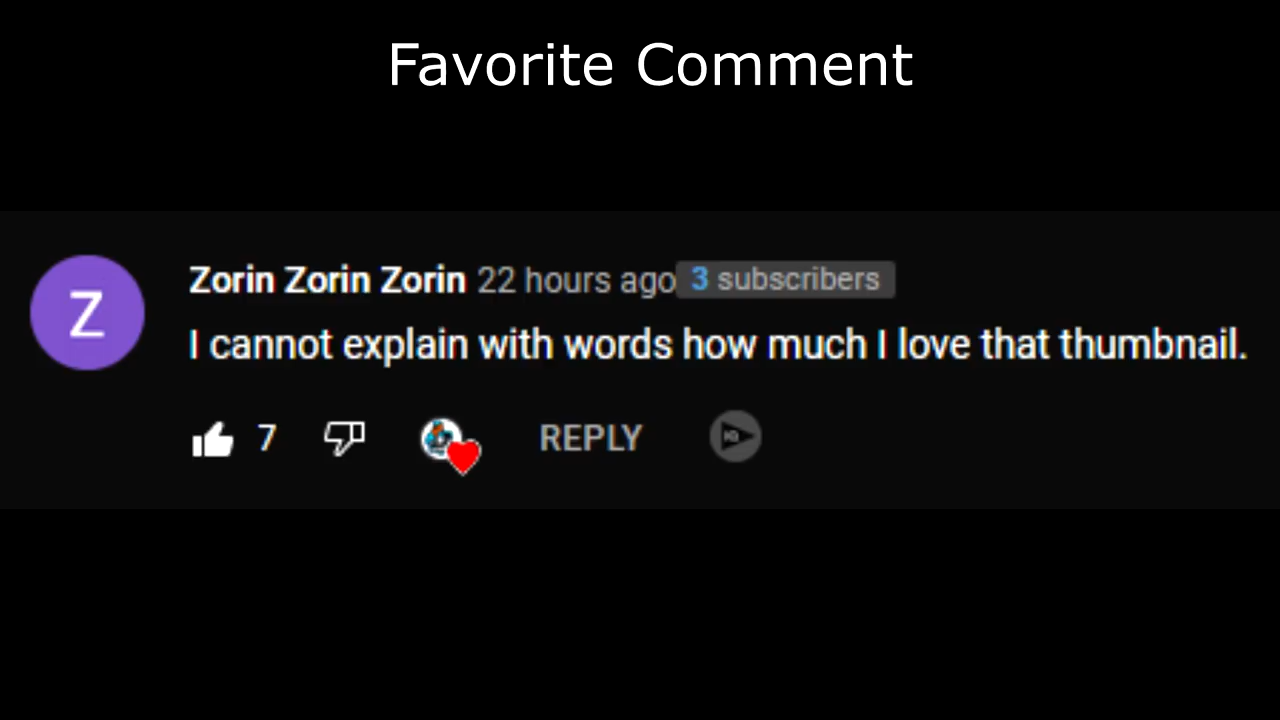 Favorite Comment
Z
Zorin Zorin Zorin 22 hours ago 3 subscribers
I cannot explain with words how much I love that thumbnail.
7 REPLY